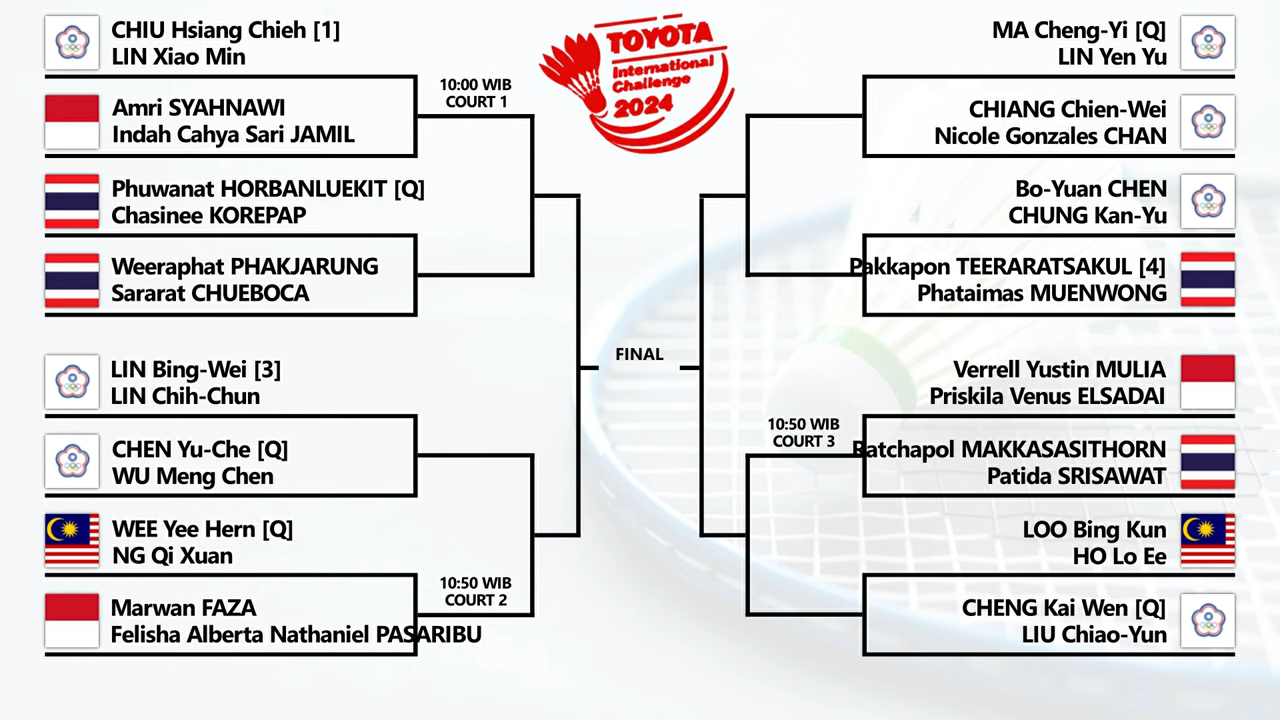 CHIU Hsiang Chieh [1]
LIN Xiao Min
Amri SYAHNAWI
Indah Cahya Sari JAMIL
10:00 WIB
COURT 1
Phuwanat HORBANLUEKIT [Q]
Chasinee KOREPAP
Weeraphat PHAKJARUNG
Sararat CHUEBOCA
LIN Bing-Wei [3]
LIN Chih-Chun
CHEN Yu-Che [Q]
WU Meng Chen
WEE Yee Hern [Q]
NG Qi Xuan
Marwan FAZA
Felisha Alberta Nathaniel PASARIBU
10:50 WIB
COURT 2
TOYOTA
International
Challenge
2024
FINAL
MA Cheng-Yi [Q]
LIN Yen Yu
CHIANG Chien-Wei
Nicole Gonzales CHAN
Bo-Yuan CHEN
CHUNG Kan-Yu
Pakkapon TEERARATSAKUL [4]
Phataimas MUENWONG
Verrell Yustin MULIA
Priskila Venus ELSADAI
10:50 WIB
COURT 3
Ratchapol MAKKASASITHORN
Patida SRISAWAT
LOO Bing Kun
HO Lo Ee
CHENG Kai Wen [Q]
LIU Chiao-Yun